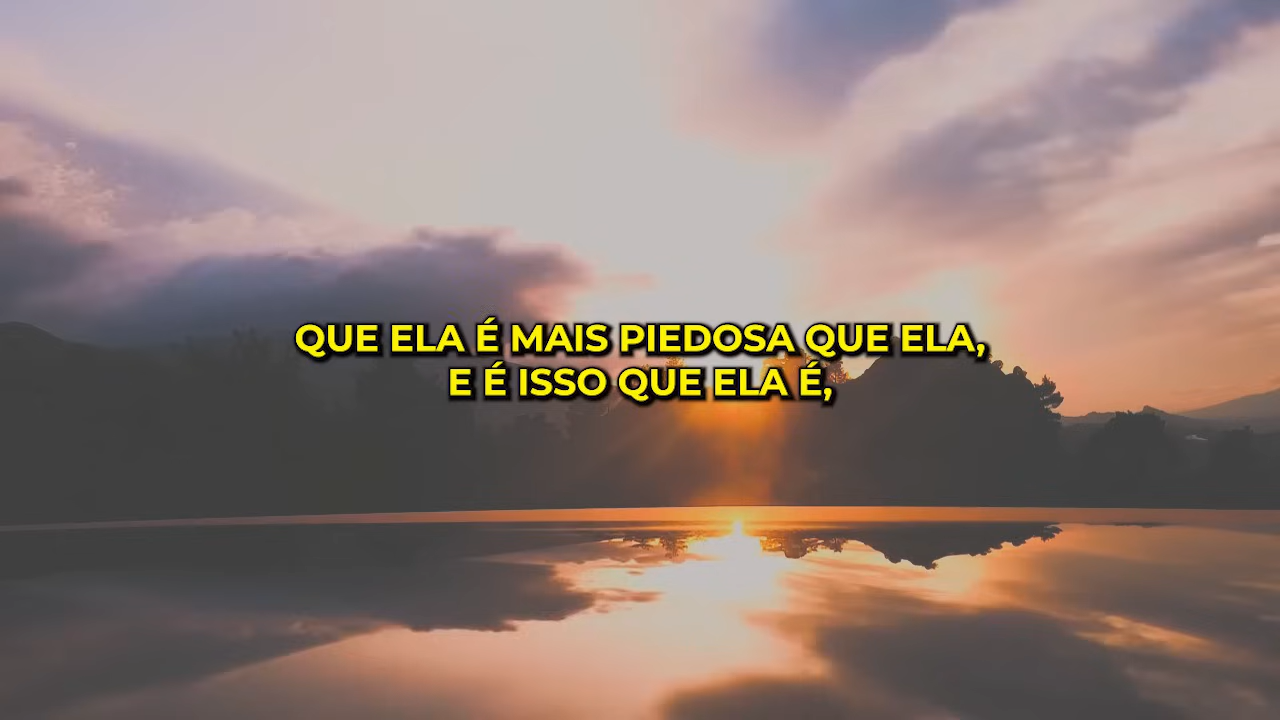 QUE ELA É MAIS PIEDOSA QUE ELA,
E É ISSO QUE ELA É,